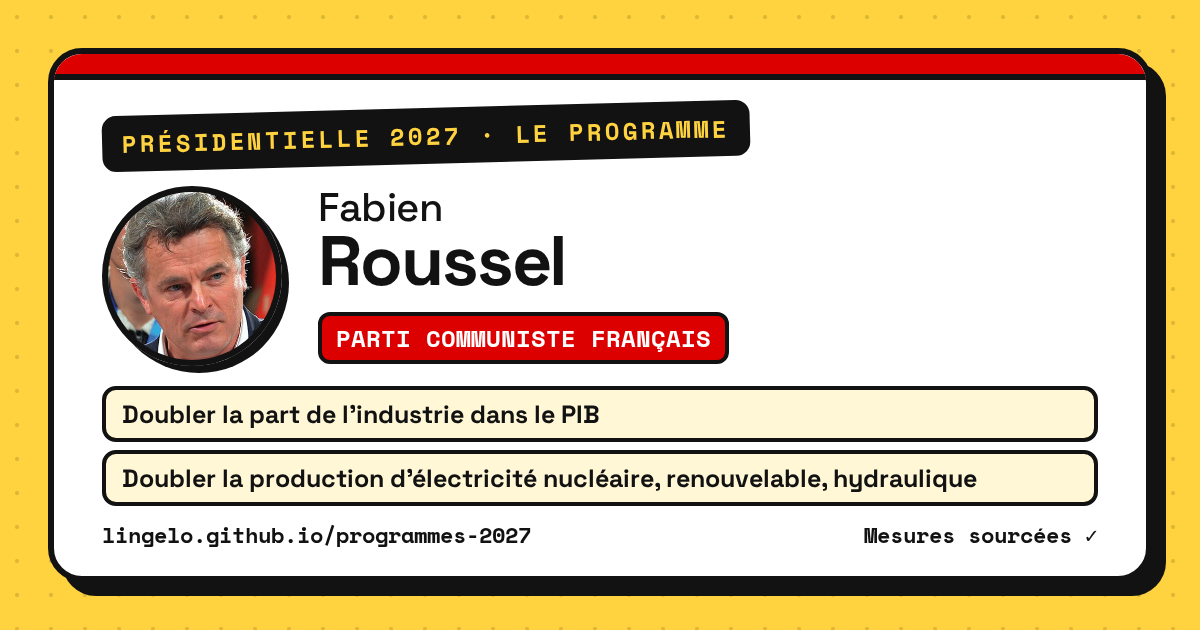 PRÉSIDENTIELLE 2027 · LE PROGRAMME
Fabien
Roussel
PARTI COMMUNISTE FRANÇAIS
Doubler la part de l’industrie dans le PIB
Doubler la production d’électricité nucléaire, renouvelable, hydraulique
lingelo.github.io/programmes-2027
Mesures sourcées ✓